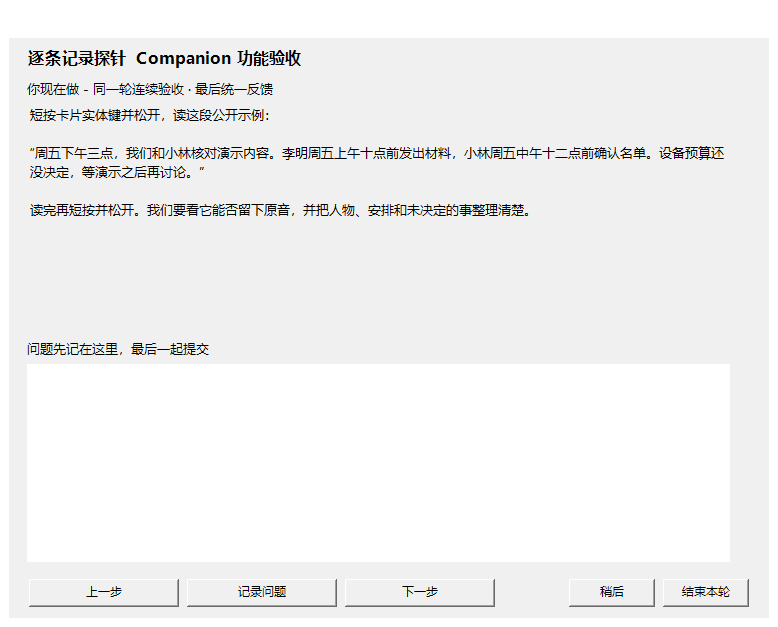 逐条记录探针 Companion 功能验收
你现在做 - 同一轮连续验收 · 最后统一反馈
短按卡片实体键并松开，读这段公开示例：
“周五下午三点，我们和小林核对演示内容。李明周五上午十点前发出材料，小林周五中午十二点前确认名单。设备预算还
没决定，等演示之后再讨论。”
读完再短按并松开。我们要看它能否留下原音，并把人物、安排和未决定的事整理清楚。
问题先记在这里，最后一起提交
上一步 记录问题 下一步 稍后 结束本轮